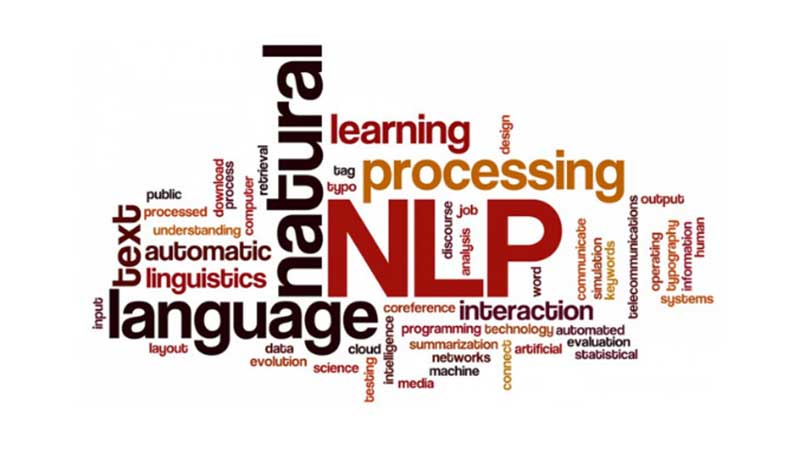 natural
learning
design
processing
tag
typo
retrieval
computer
process
download
public
processed
understanding
text
automatic
linguistics
NLP
discourse
analysis
job
word
communicate
simulation
keywords
telecommunications
output
operating
typography
information
human
systems
input
language
layout
data
evolution
science
cloud
testing
intelligence
coreference
interaction
programming
technology
automated
summarization
evaluation
networks
artificial
statistical
machine
media
connect